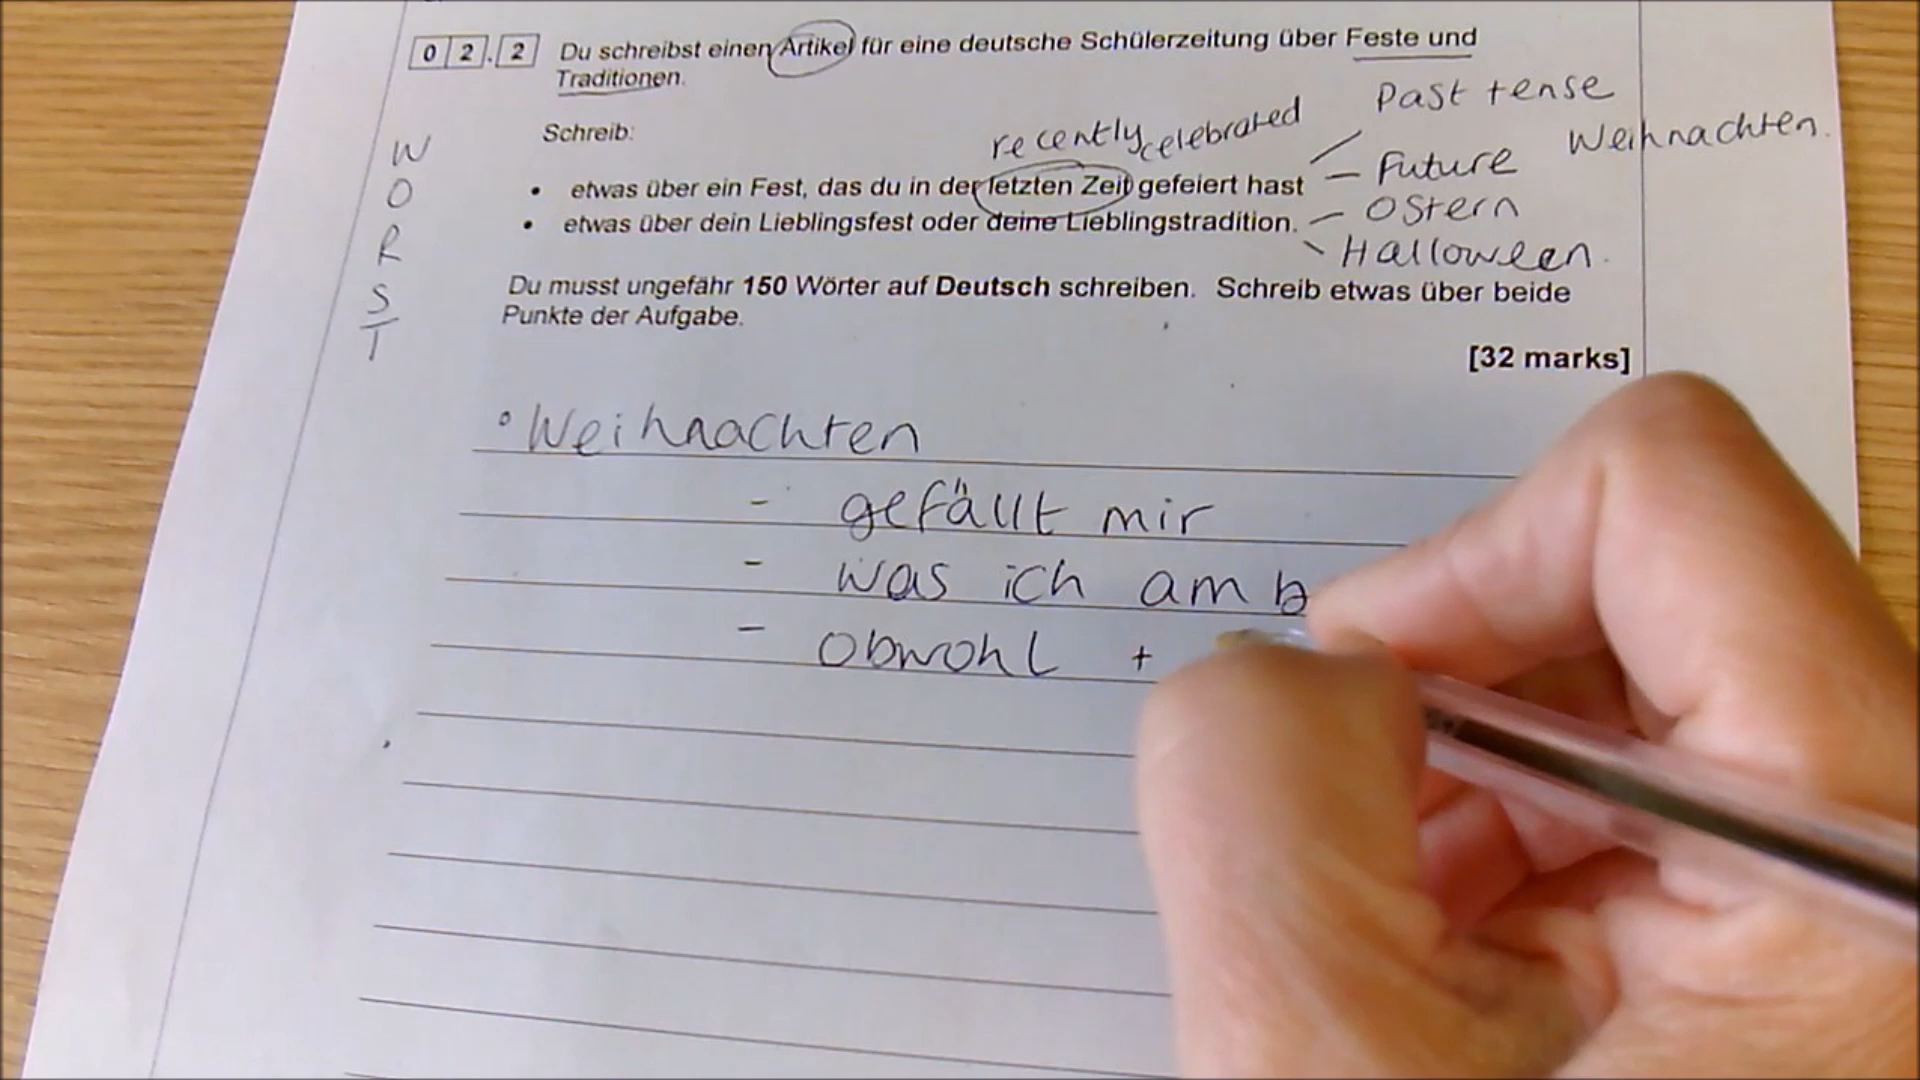 02.2 Du schreibst einen Artikel für eine deutsche Schülerzeitung über Feste und
Traditionen.
Past tense
Schreib:
recently celebrated
Weihnachten.
Future
etwas über ein Fest, das du in der letzten Zeit gefeiert hast
Ostern
etwas über dein Lieblingsfest oder deine Lieblingstradition.
Halloween.
W
O
R
S
T
Du musst ungefähr 150 Wörter auf Deutsch schreiben. Schreib etwas über beide
Punkte der Aufgabe.
[32 marks]
Weihnachten
- gefällt mir
- was ich am b
- obwohl +